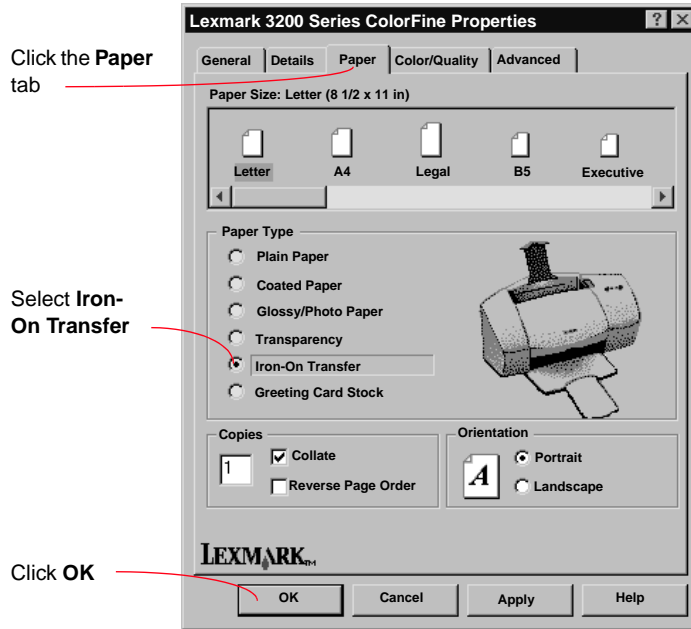 Lexmark 3200 Series ColorFine Properties
Click the Paper
tab
General Details Paper Color/Quality Advanced
Paper Size: Letter (8 1/2 x 11 in)
Letter A4 Legal B5 Executive
Paper Type
Plain Paper
Coated Paper
Glossy/Photo Paper
Transparency
Select Iron-
On Transfer
Iron-On Transfer
Greeting Card Stock
Copies
1
Collate
Reverse Page Order
Orientation
A
Portrait
Landscape
LEXMARK™
Click OK
OK Cancel Apply Help